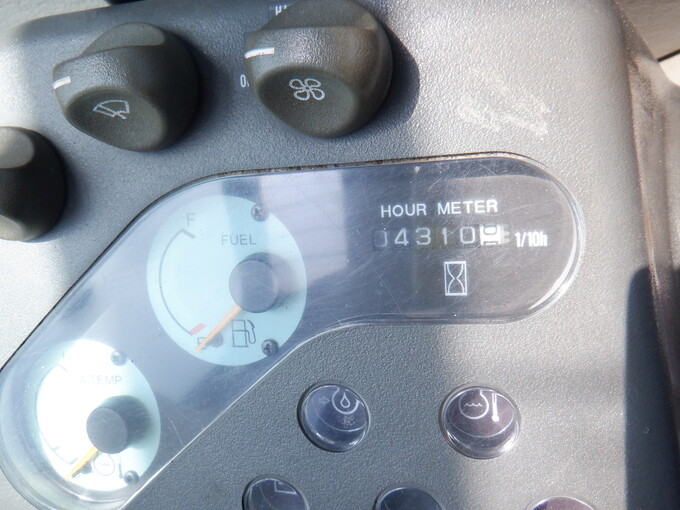 F
FUEL
E
HOUR METER
04310
1/10h
TEMP